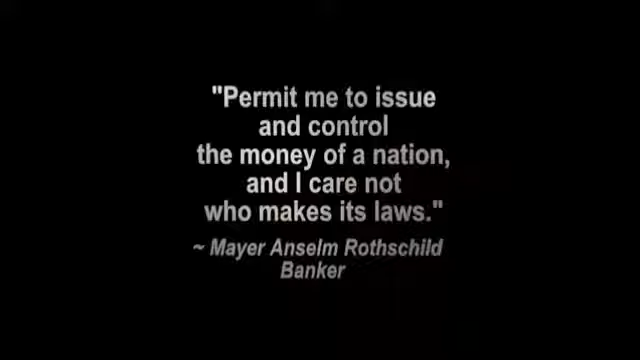 "Permit me to issue
and control
the money of a nation,
and I care not
who makes its laws."
~ Mayer Anselm Rothschild
Banker